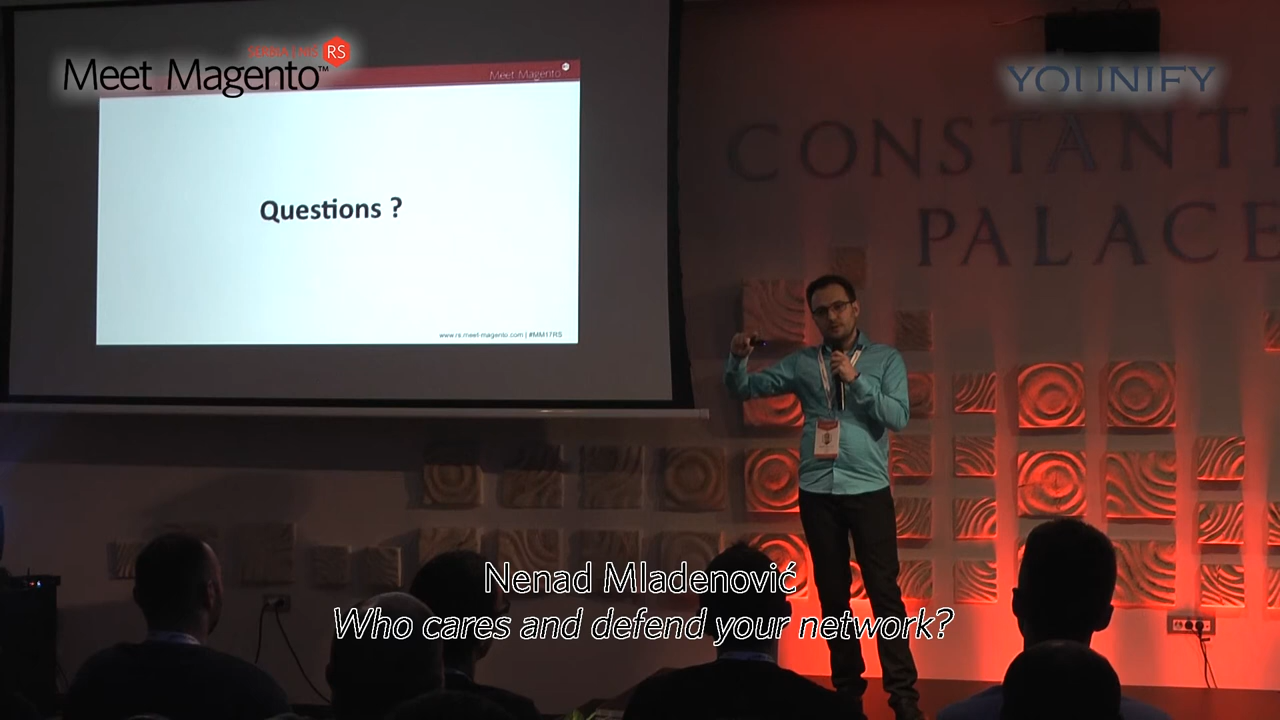 SERBIA | NIS RS
Meet Magento™
Meet Magento
Questions ?
www.rs.meet-magento.com | #MM17RS
YOUNIFY
CONSTANT
PALACE
Nenad Mladenović
Who cares and defend your network?